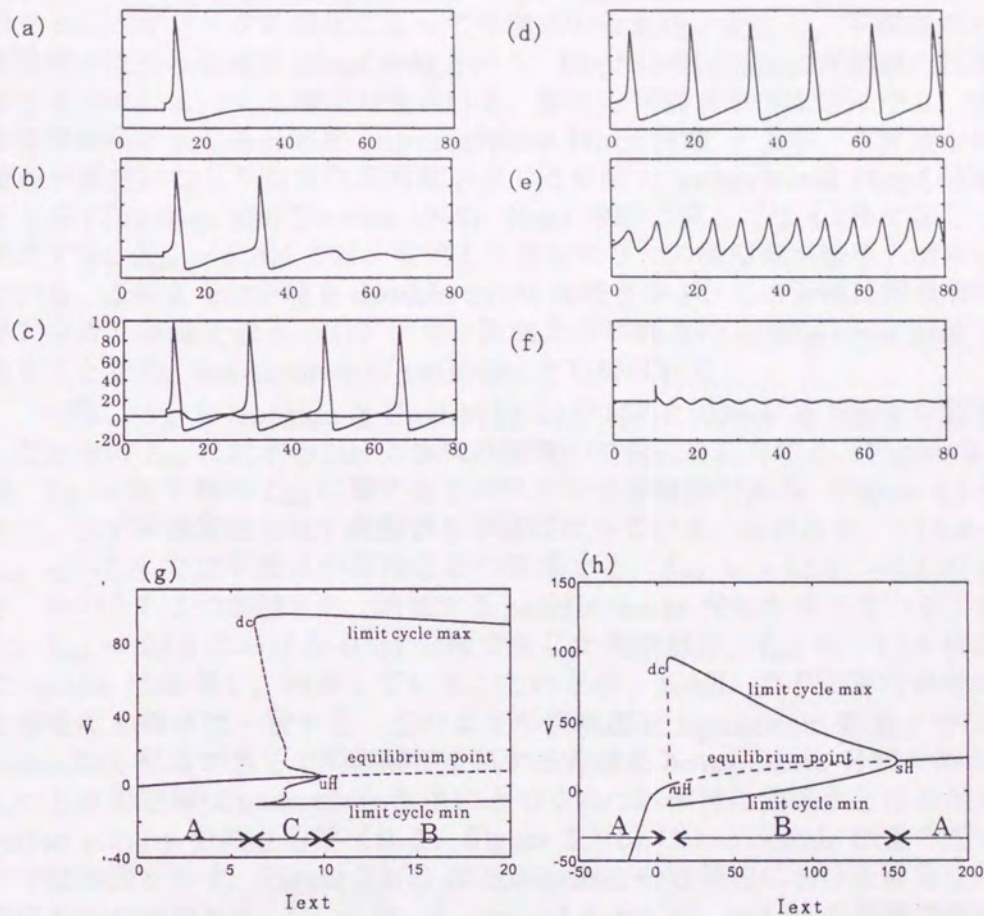 (a)
0 20 40 60 80
(b)
0 20 40 60 80
(c)
100
80
60
40
20
0
-20
0 20 40 60 80
(d)
0 20 40 60 80
(e)
0 20 40 60 80
(f)
0 20 40 60 80
(g)
80
40
0
-40
V
dc
limit cycle max
equilibrium point
uH
limit cycle min
A C B
5 10 15 20
Iext
(h)
150
100
50
0
-50
dc
limit cycle max
equilibrium point
uH
sH
limit cycle min
A B A
-50 0 50 100 150 200
Iext